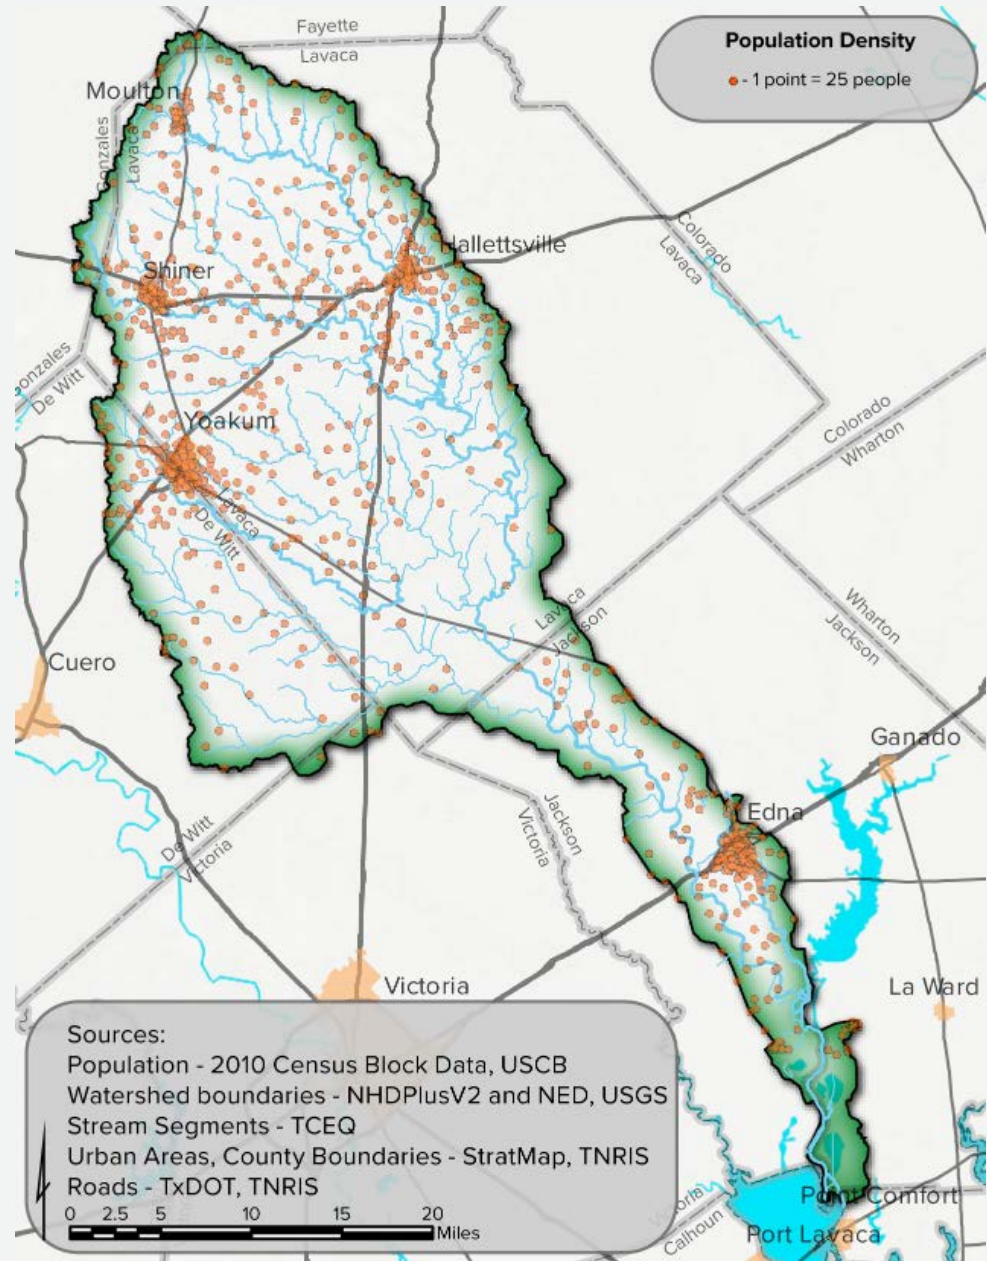 Fayette
Lavaca
Population Density
- 1 point = 25 people
Moulton
Gonzales
Lavaca
Colorado
Lavaca
Hallettsville
Shiner
Gonzales
De Witt
Yoakum
Colorado
Wharton
Lavaca
De Witt
Lavaca
Jackson
Wharton
Jackson
Cuero
Ganado
Edna
De Witt
Victoria
Jackson
Victoria
Victoria
La Ward
Sources:
Population - 2010 Census Block Data, USCB
Watershed boundaries - NHDPlusV2 and NED, USGS
Stream Segments - TCEQ
Urban Areas, County Boundaries - StratMap, TNRIS
Roads - TxDOT, TNRIS
0 2.5 5 10 15 20
Miles
Victoria
Calhoun
Point Comfort
Port Lavaca